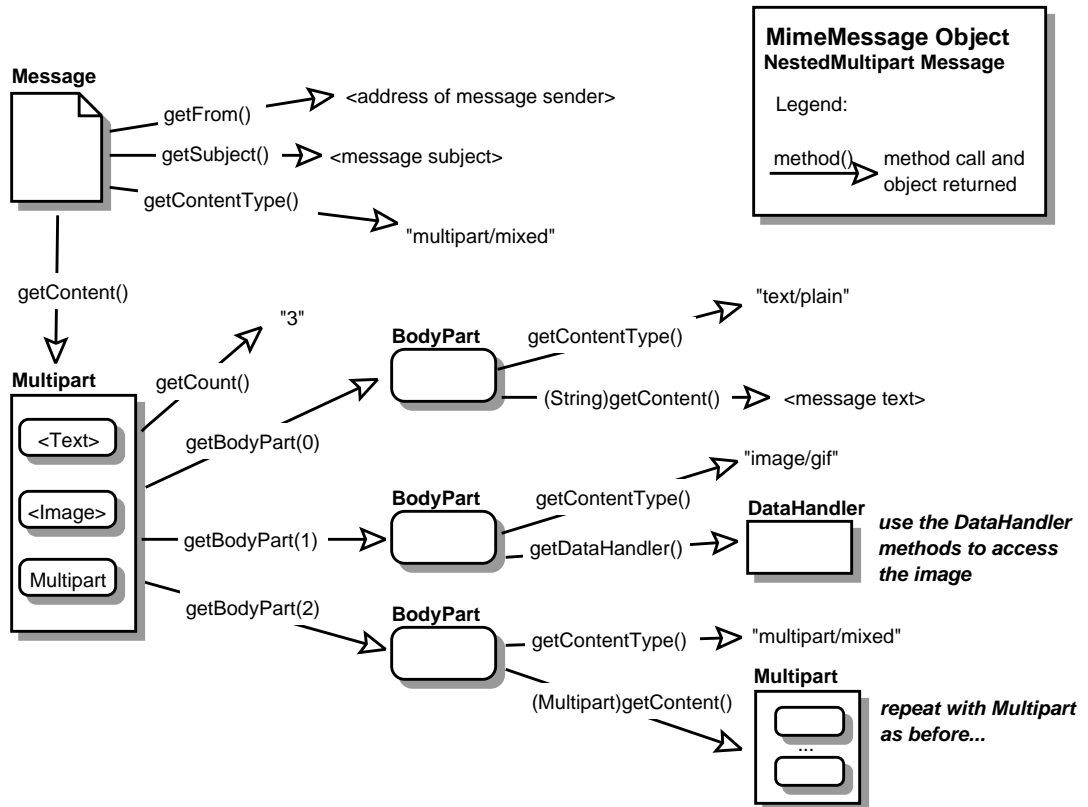 MimeMessage Object
NestedMultipart Message
Legend:
method()
method call and
object returned
Message
getFrom()
<address of message sender>
getSubject()
<message subject>
getContentType()
"multipart/mixed"
getContent()
"3"
getCount()
Multipart
<Text>
<Image>
Multipart
getBodyPart(0)
BodyPart
getContentType()
"text/plain"
(String)getContent()
<message text>
getBodyPart(1)
BodyPart
getContentType()
"image/gif"
getDataHandler()
DataHandler
use the DataHandler
methods to access
the image
getBodyPart(2)
BodyPart
getContentType()
"multipart/mixed"
(Multipart)getContent()
Multipart
...
repeat with Multipart
as before...